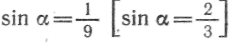 sin α = 1/9 [sin α = 2/3]